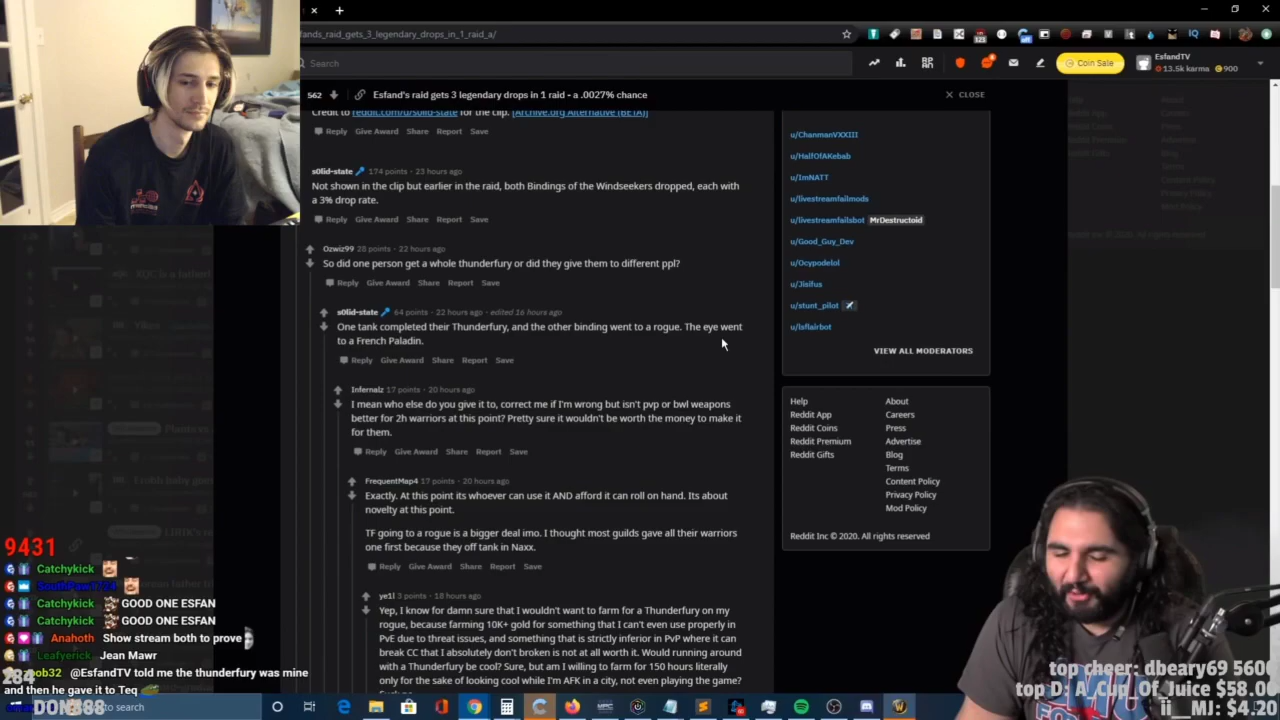 ands_raid_gets_3_legendary_drops_in_1_raid_a/
Search
EsfandTV
13.5k karma 900
Coin Sale
562 Esfand's raid gets 3 legendary drops in 1 raid - a .0027% chance
CLOSE
Credit to reddit.com/u/s0lid-state for the clip. [Archive.org Alternative (BETA)]
Reply Give Award Share Report Save
s0lid-state 174 points · 23 hours ago
Not shown in the clip but earlier in the raid, both Bindings of the Windseekers dropped, each with
a 3% drop rate.
Reply Give Award Share Report Save
Ozwiz99 28 points · 22 hours ago
So did one person get a whole thunderfury or did they give them to different ppl?
Reply Give Award Share Report Save
s0lid-state 64 points · 22 hours ago · edited 16 hours ago
One tank completed their Thunderfury, and the other binding went to a rogue. The eye went
to a French Paladin.
Reply Give Award Share Report Save
Infernalz 17 points · 20 hours ago
I mean who else do you give it to, correct me if I'm wrong but isn't pvp or bwl weapons
better for 2h warriors at this point? Pretty sure it wouldn't be worth the money to make it
for them.
Reply Give Award Share Report Save
FrequentMap4 17 points · 20 hours ago
Exactly. At this point its whoever can use it AND afford it can roll on hand. Its about
novelty at this point.
TF going to a rogue is a bigger deal imo. I thought most guilds gave all their warriors
one first because they off tank in Naxx.
Reply Give Award Share Report Save
ye1l 3 points · 18 hours ago
Yep, I know for damn sure that I wouldn't want to farm for a Thunderfury on my
rogue, because farming 10K+ gold for something that I can't even use properly in
PvE due to threat issues, and something that is strictly inferior in PvP where it can
break CC that I absolutely don't broken is not at all worth it. Would running around
with a Thunderfury be cool? Sure, but am I willing to farm for 150 hours literally
only for the sake of looking cool while I'm AFK in a city, not even playing the game?
u/ChanmanVXXIII
u/HalfOfAKebab
u/ImNATT
u/livestreamfailmods
u/livestreamfailsbot MrDestructoid
u/Good_Guy_Dev
u/Ocypodelol
u/Jisifus
u/stunt_pilot
u/lsflairbot
VIEW ALL MODERATORS
Help About
Reddit App Careers
Reddit Coins Press
Reddit Premium Advertise
Reddit Gifts Blog
Terms
Content Policy
Privacy Policy
Mod Policy
Reddit Inc © 2020. All rights reserved
9431
Catchykick
Catchykick GOOD ONE ESFAN
Catchykick GOOD ONE ESFAN
Anahoth Show stream both to prove
Leafyerick Jean Mawr
ob32 @EsfandTV told me the thunderfury was mine
and then he gave it to Teq
top cheer: dbeary69 5600
top D: A_Cup_Of_Juice $58.00
ii__MJ: $4.20